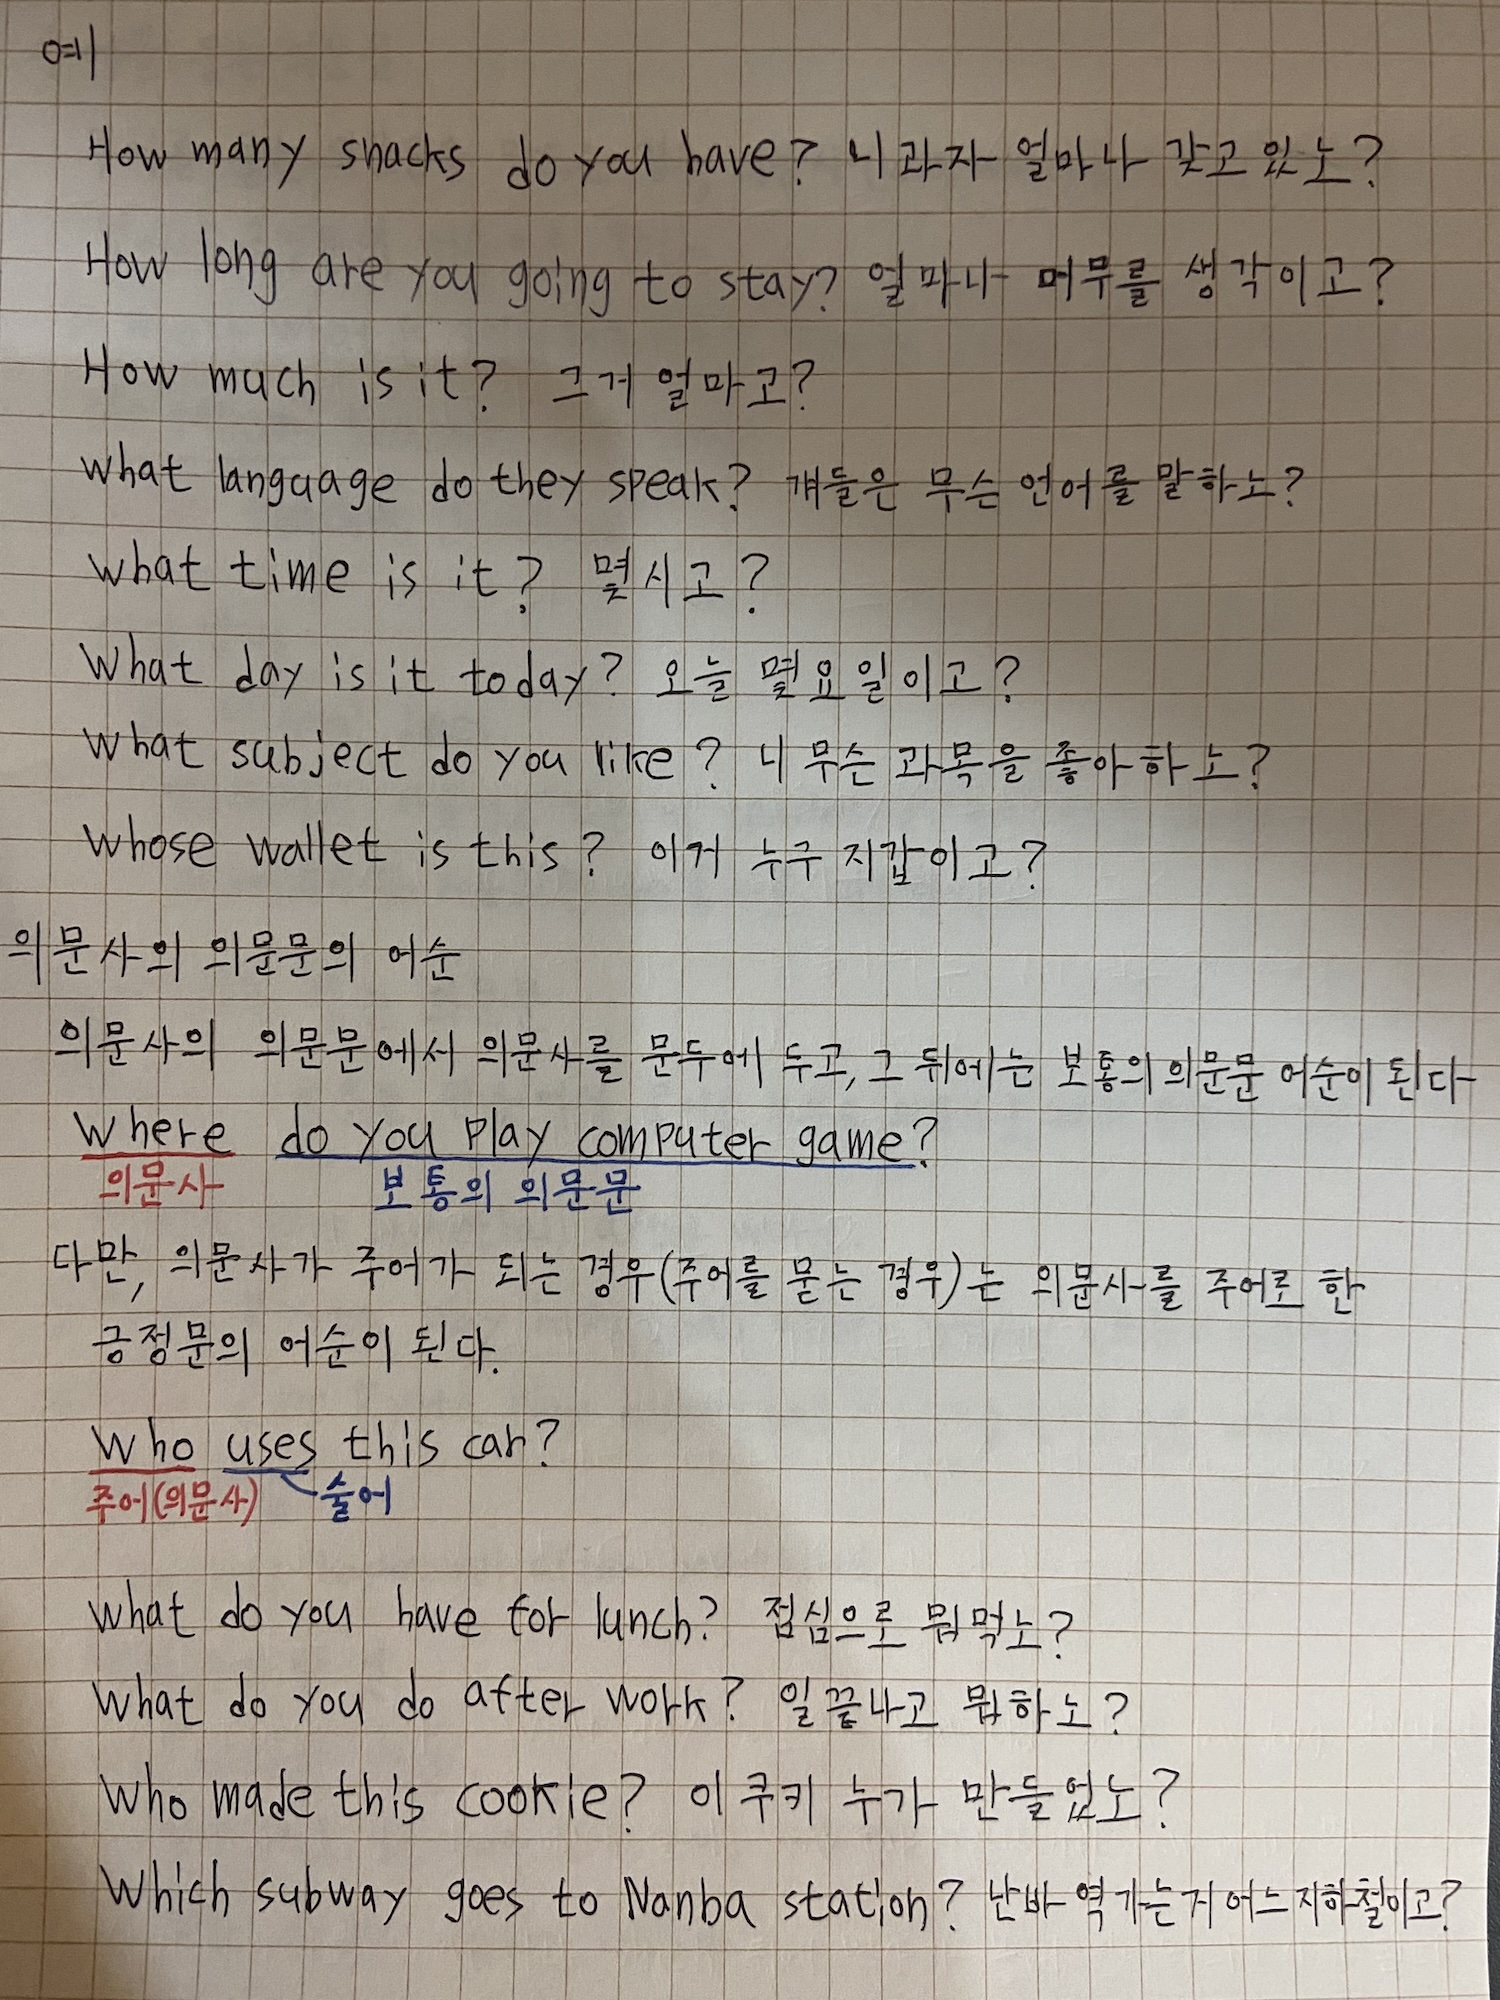 예
How many snacks do you have? 니 과자 얼마나 갖고 있노?
How long are you going to stay? 얼마나 머무를 생각이고?
How much is it? 그거 얼마고?
What language do they speak? 걔들은 무슨 언어를 말하노?
What time is it? 몇시고?
What day is it today? 오늘 몇요일이고?
What subject do you like? 니 무슨 과목을 좋아하노?
Whose wallet is this? 이거 누구 지갑이고?
의문사의 의문문의 어순
의문사의 의문문에서 의문사를 문두에 두고, 그 뒤에는 보통의 의문문 어순이 된다
Where do you play computer game?
의문사 보통의 의문문
다만, 의문사가 주어가 되는 경우(주어를 묻는 경우)는 의문사를 주어로 한
긍정문의 어순이 된다.
Who uses this car?
주어(의문사) 술어
What do you have for lunch? 점심으로 뭐먹노?
What do you do after work? 일 끝나고 뭐하노?
Who made this cookie? 이 쿠키 누가 만들었노?
Which subway goes to Nanba station? 난바역 가는거 어느 지하철이고?